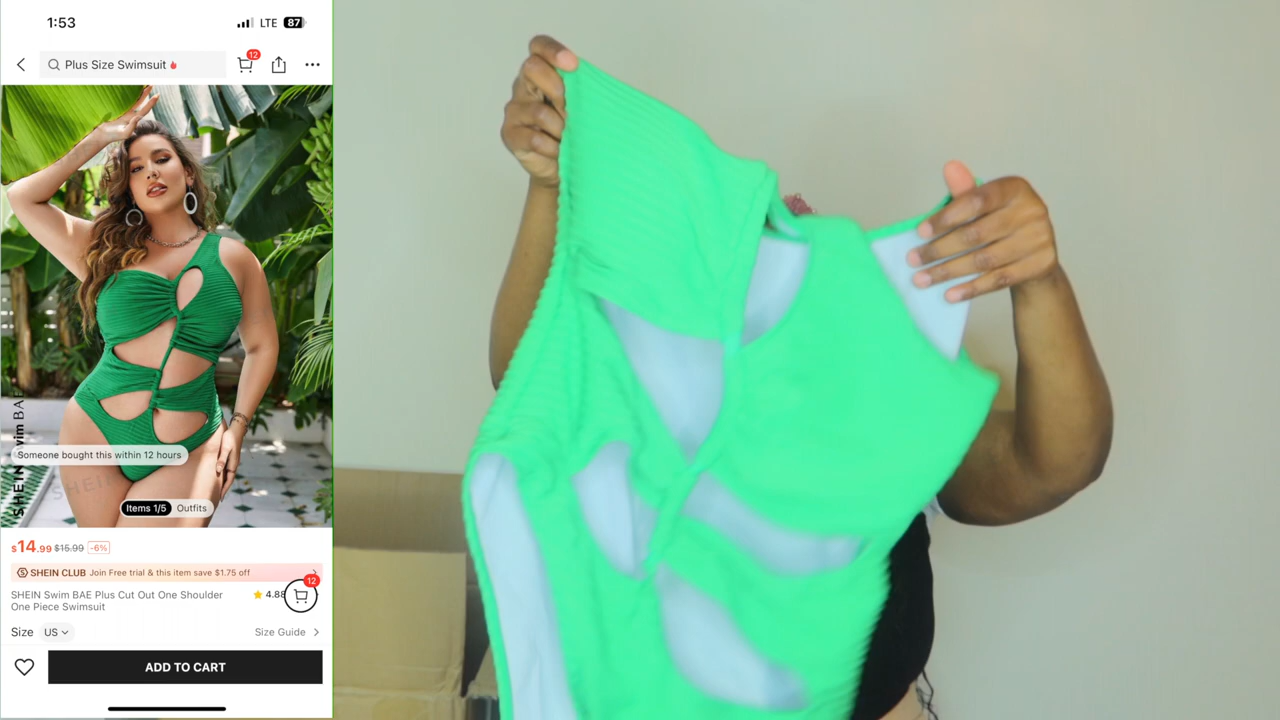 1:53
LTE
87
Plus Size Swimsuit
12
SHEIN Swim BAE
Someone bought this within 12 hours
SHEIN
Items 1/5
Outfits
$14.99 $15.99 -6%
SHEIN CLUB Join Free trial & this item save $1.75 off
12
SHEIN Swim BAE Plus Cut Out One Shoulder
4.88
One Piece Swimsuit
Size US
Size Guide
ADD TO CART